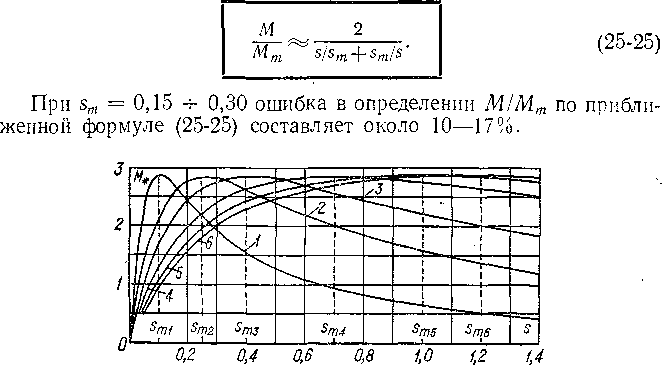 M/M_m ≈ 2/(s/s_m + s_m/s). (25-25)
При s_m = 0,15 ÷ 0,30 ошибка в определении M/M_m по прибли-
женной формуле (25-25) составляет около 10—17%.
3
M*
3
2
2
6
1
1
5
4
s_m1 s_m2 s_m3 s_m4 s_m5 s_m6 s
0
0,2 0,4 0,6 0,8 1,0 1,2 1,4